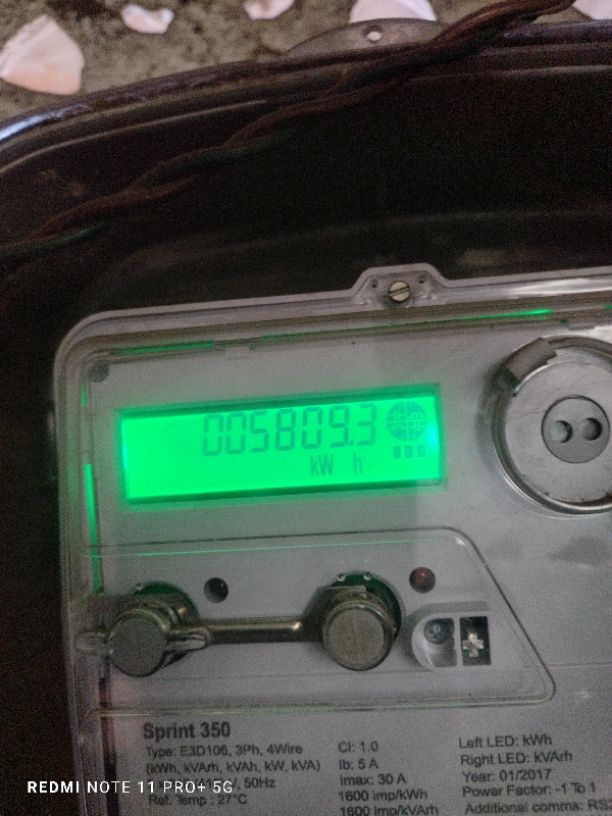 005809.3
kW h
Sprint 350
Type: E3D106, 3Ph, 4Wire
(kWh, kVArh, kVAh, kW, kVA)
50Hz
Ref. Temp : 27°C
Cl: 1.0
Ib: 5 A
Imax: 30 A
1600 imp/kWh
1600 imp/kVArh
Left LED: kWh
Right LED: kVArh
Year: 01/2017
Power Factor: -1 To 1
Additional comms: RS
REDMI NOTE 11 PRO+ 5G